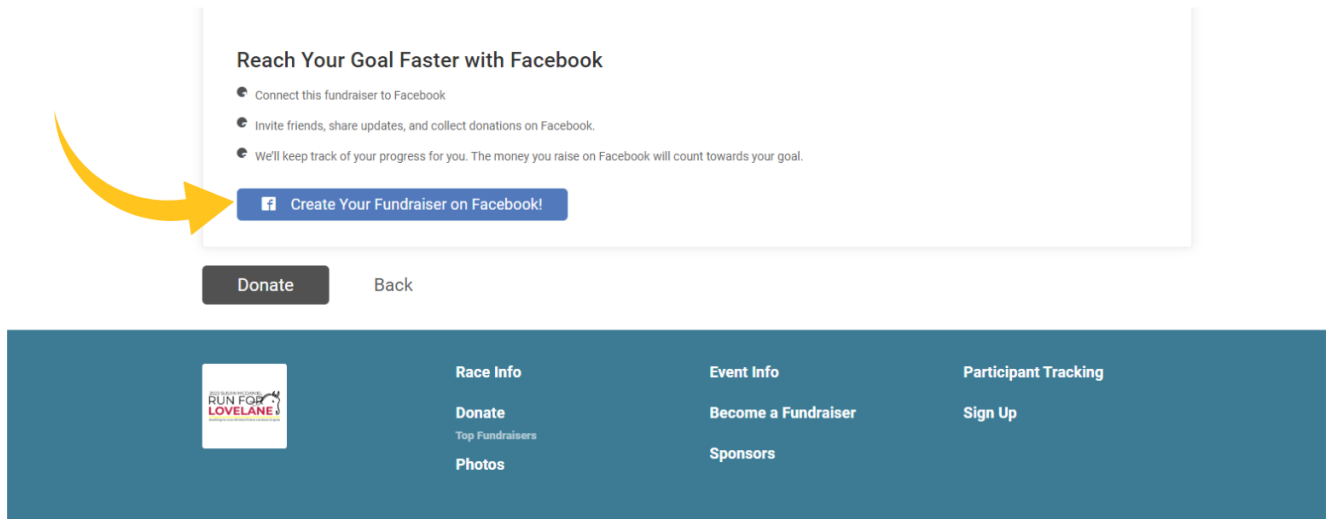 Reach Your Goal Faster with Facebook
Connect this fundraiser to Facebook
Invite friends, share updates, and collect donations on Facebook.
We'll keep track of your progress for you. The money you raise on Facebook will count towards your goal.
Create Your Fundraiser on Facebook!
Donate
Back
RUN FOR
LOVELANE
Race Info
Donate
Top Fundraisers
Photos
Event Info
Become a Fundraiser
Sponsors
Participant Tracking
Sign Up